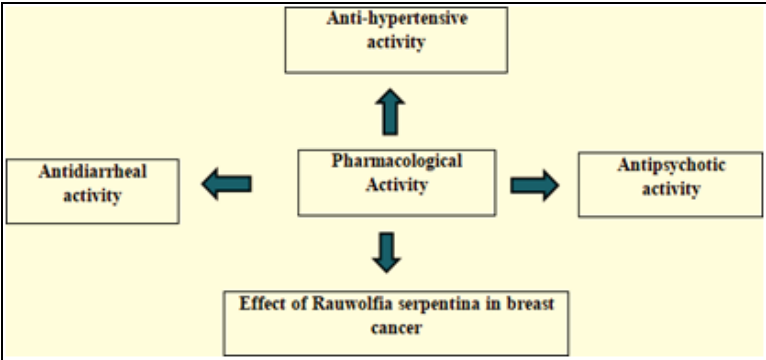 Anti-hypertensive
activity
Antidiarrheal
activity
Pharmacological
Activity
Antipsychotic
activity
Effect of Rauwolfia serpentina in breast
cancer